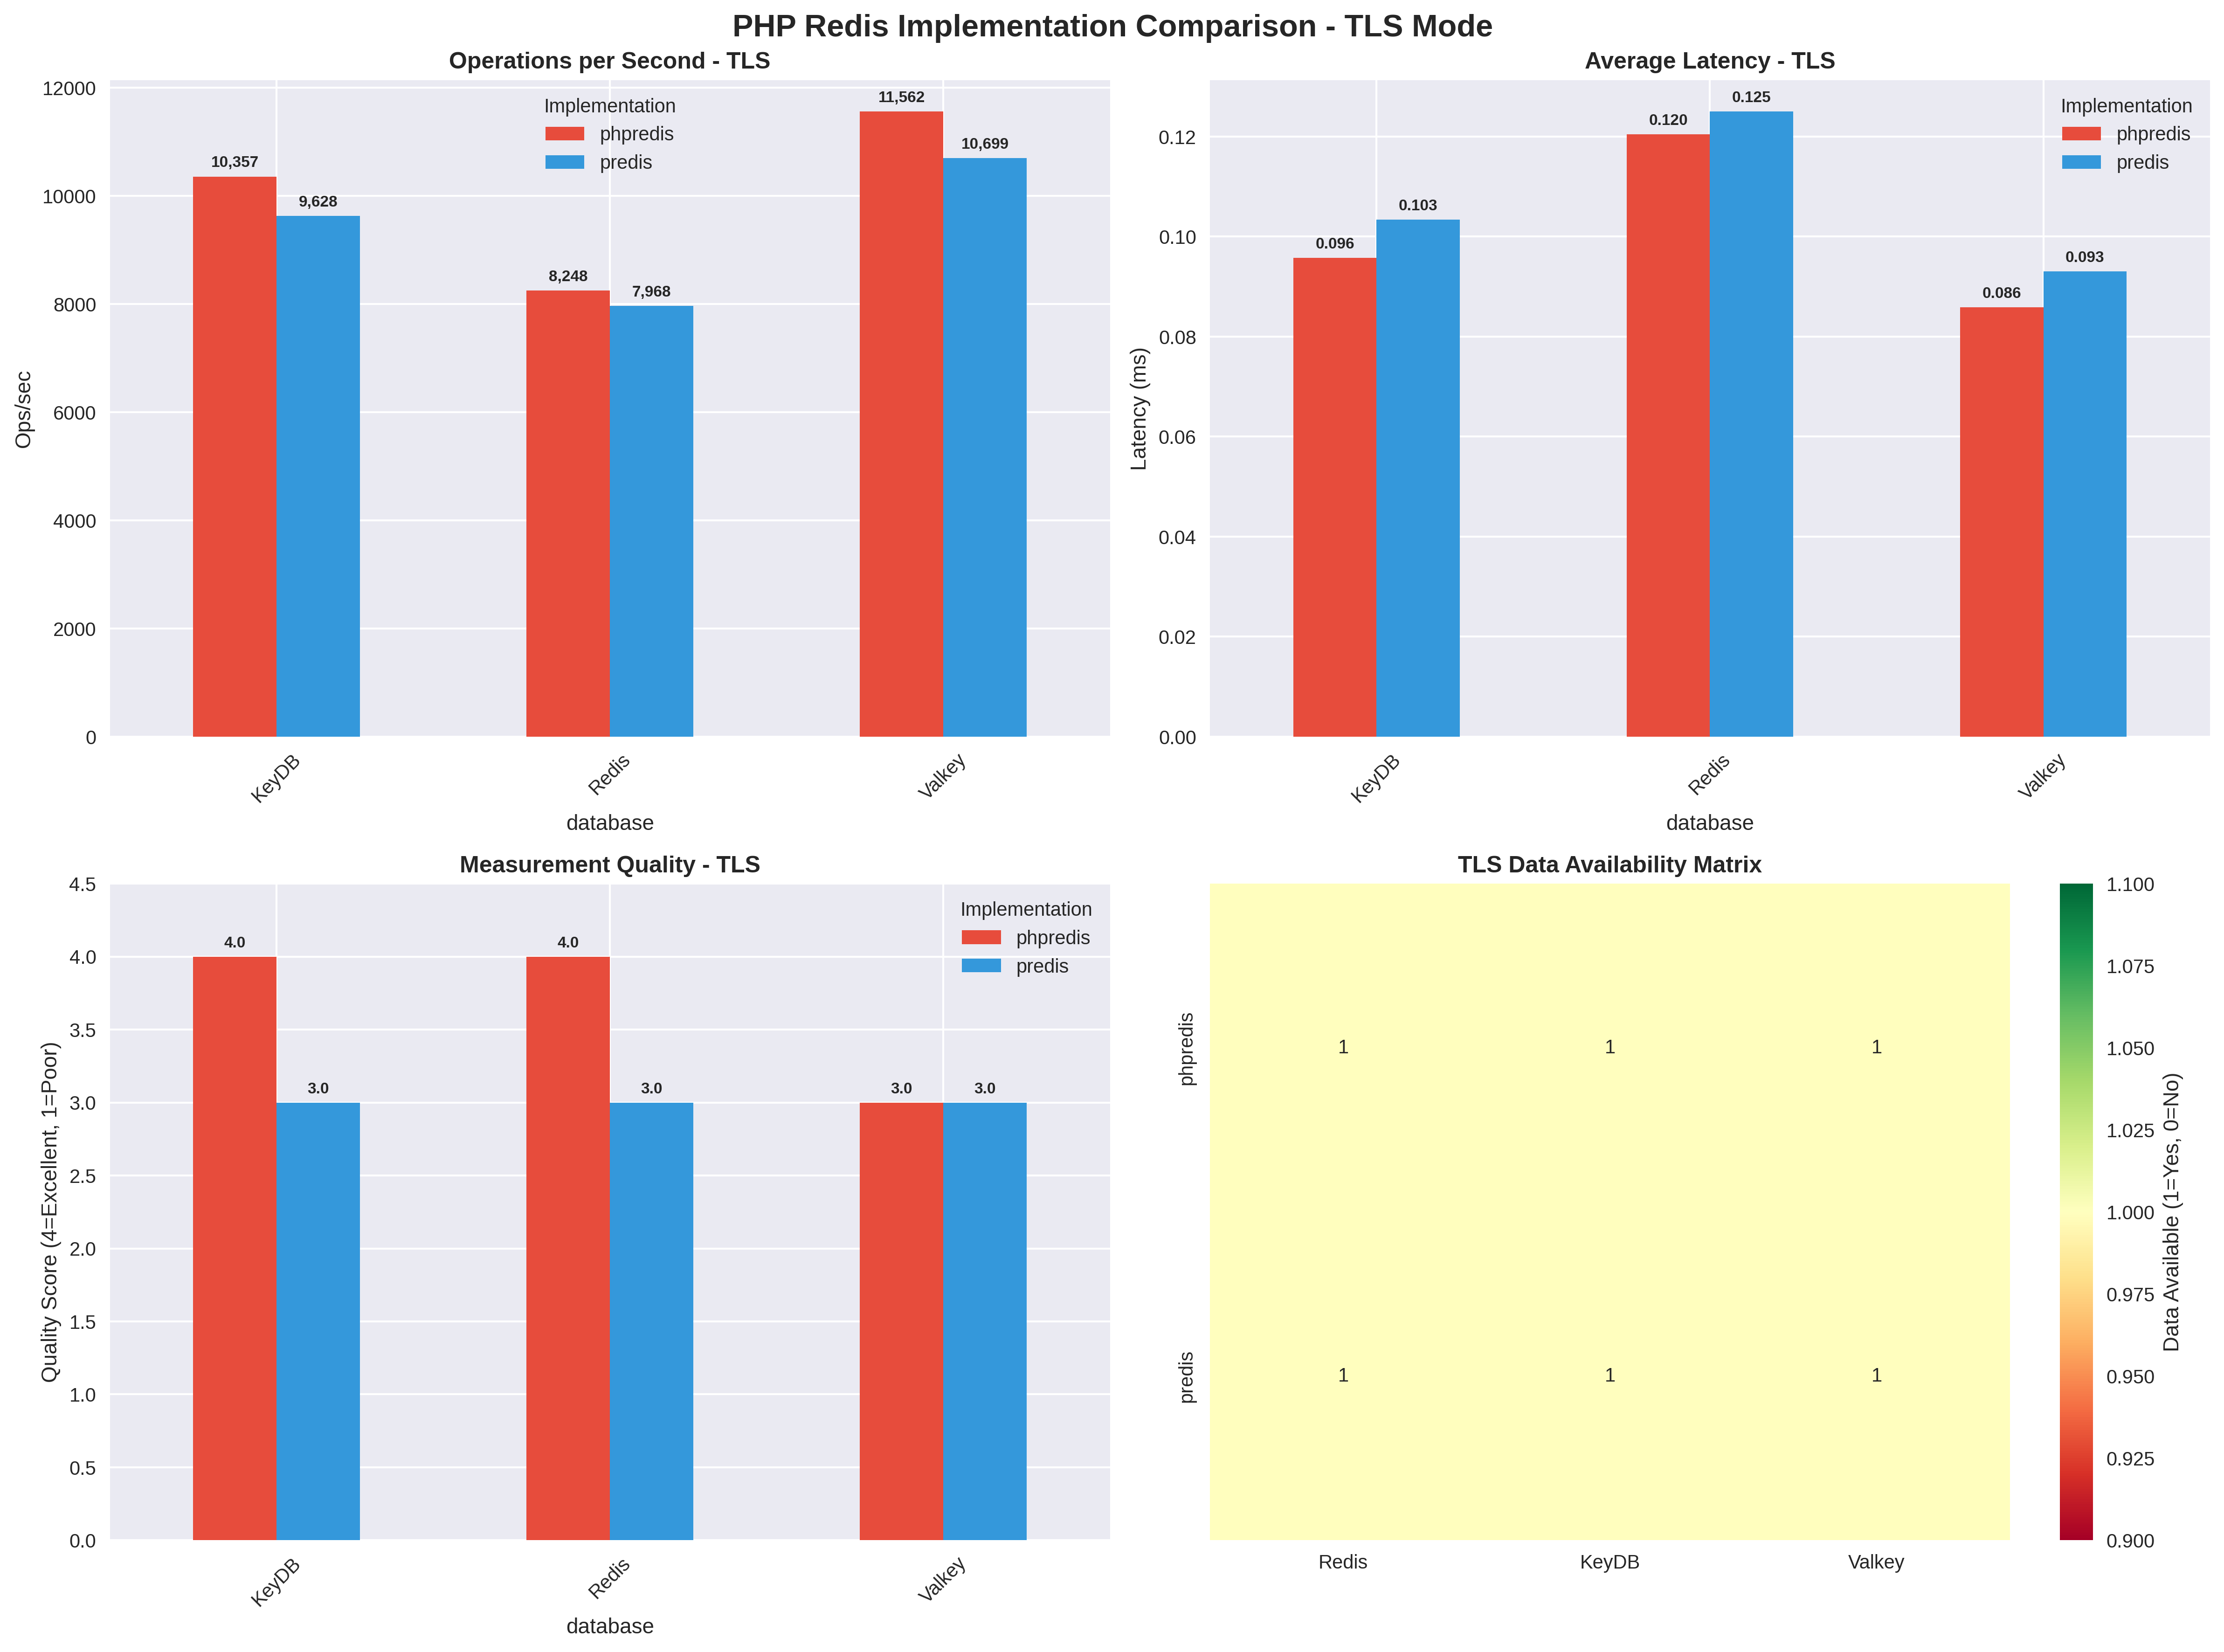 PHP Redis Implementation Comparison - TLS Mode
Operations per Second - TLS
12000
10000
8000
6000
4000
2000
0
Ops/sec
Implementation
phpredis
predis
10,357
9,628
8,248
7,968
11,562
10,699
KeyDB
Redis
Valkey
database
Average Latency - TLS
0.12
0.10
0.08
0.06
0.04
0.02
0.00
Latency (ms)
Implementation
phpredis
predis
0.096
0.103
0.120
0.125
0.086
0.093
KeyDB
Redis
Valkey
database
Measurement Quality - TLS
4.5
4.0
3.5
3.0
2.5
2.0
1.5
1.0
0.5
0.0
Quality Score (4=Excellent, 1=Poor)
Implementation
phpredis
predis
4.0
3.0
4.0
3.0
3.0
3.0
KeyDB
Redis
Valkey
database
TLS Data Availability Matrix
phpredis
1
1
1
predis
1
1
1
Redis
KeyDB
Valkey
1.100
1.075
1.050
1.025
1.000
0.975
0.950
0.925
0.900
Data Available (1=Yes, 0=No)